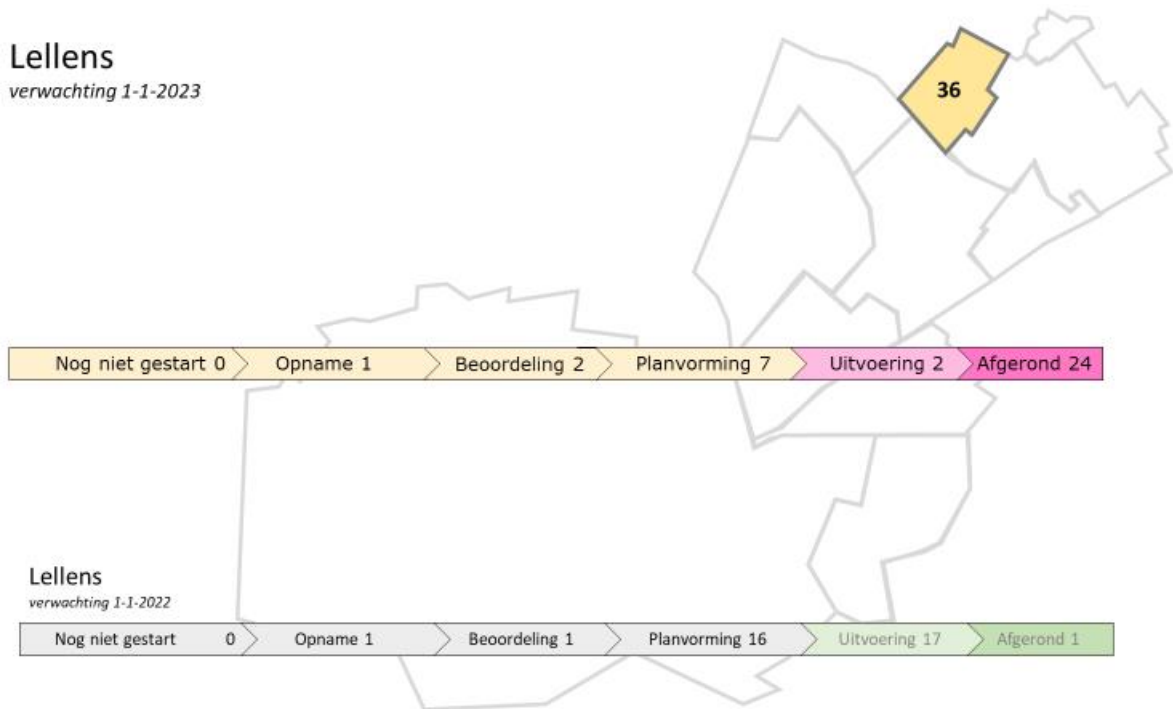 Lellens
verwachting 1-1-2023
36
Nog niet gestart 0 Opname 1 Beoordeling 2 Planvorming 7 Uitvoering 2 Afgerond 24
Lellens
verwachting 1-1-2022
Nog niet gestart 0 Opname 1 Beoordeling 1 Planvorming 16 Uitvoering 17 Afgerond 1